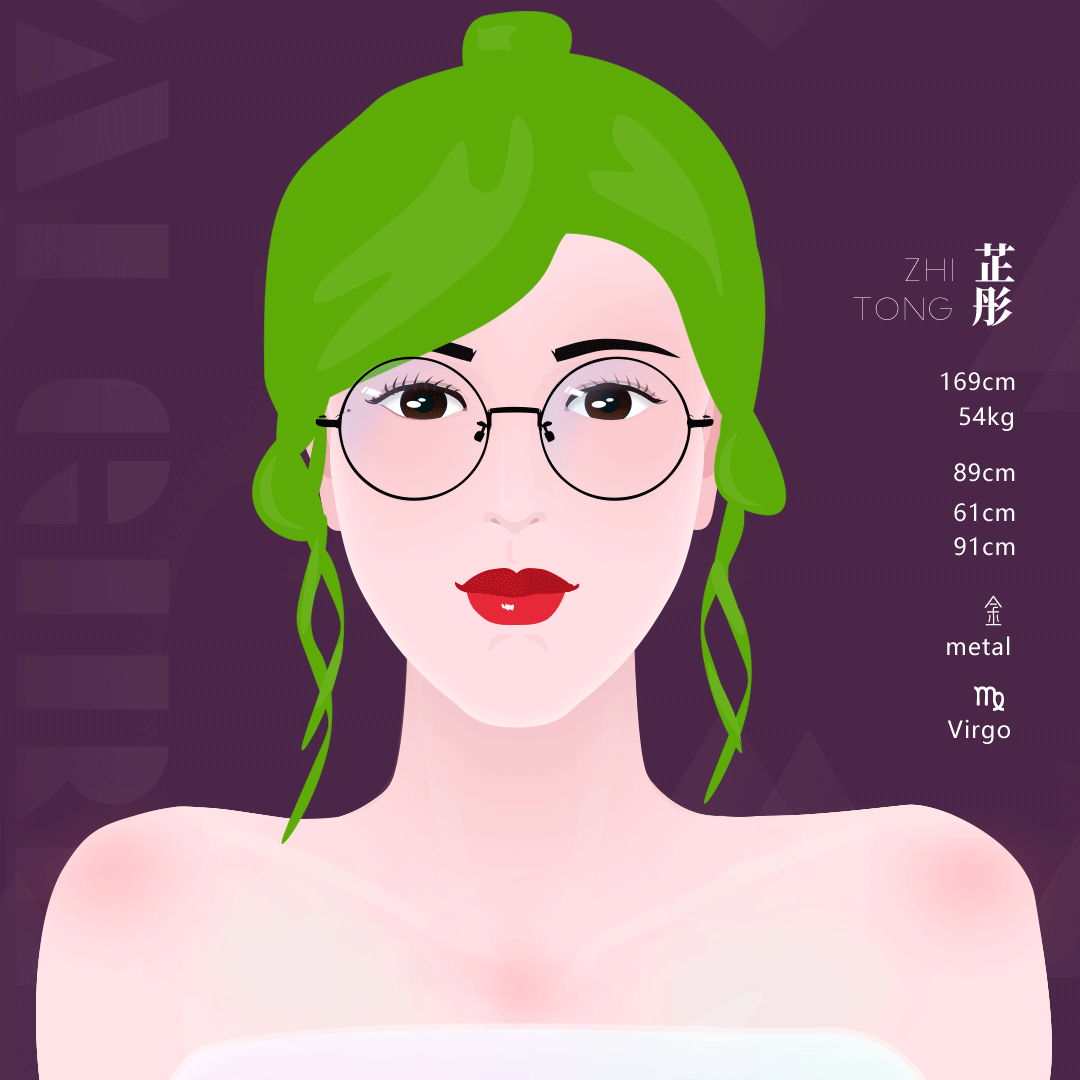 ZHI
TONG
芷彤
169cm
54kg
89cm
61cm
91cm
金
metal
♍
Virgo